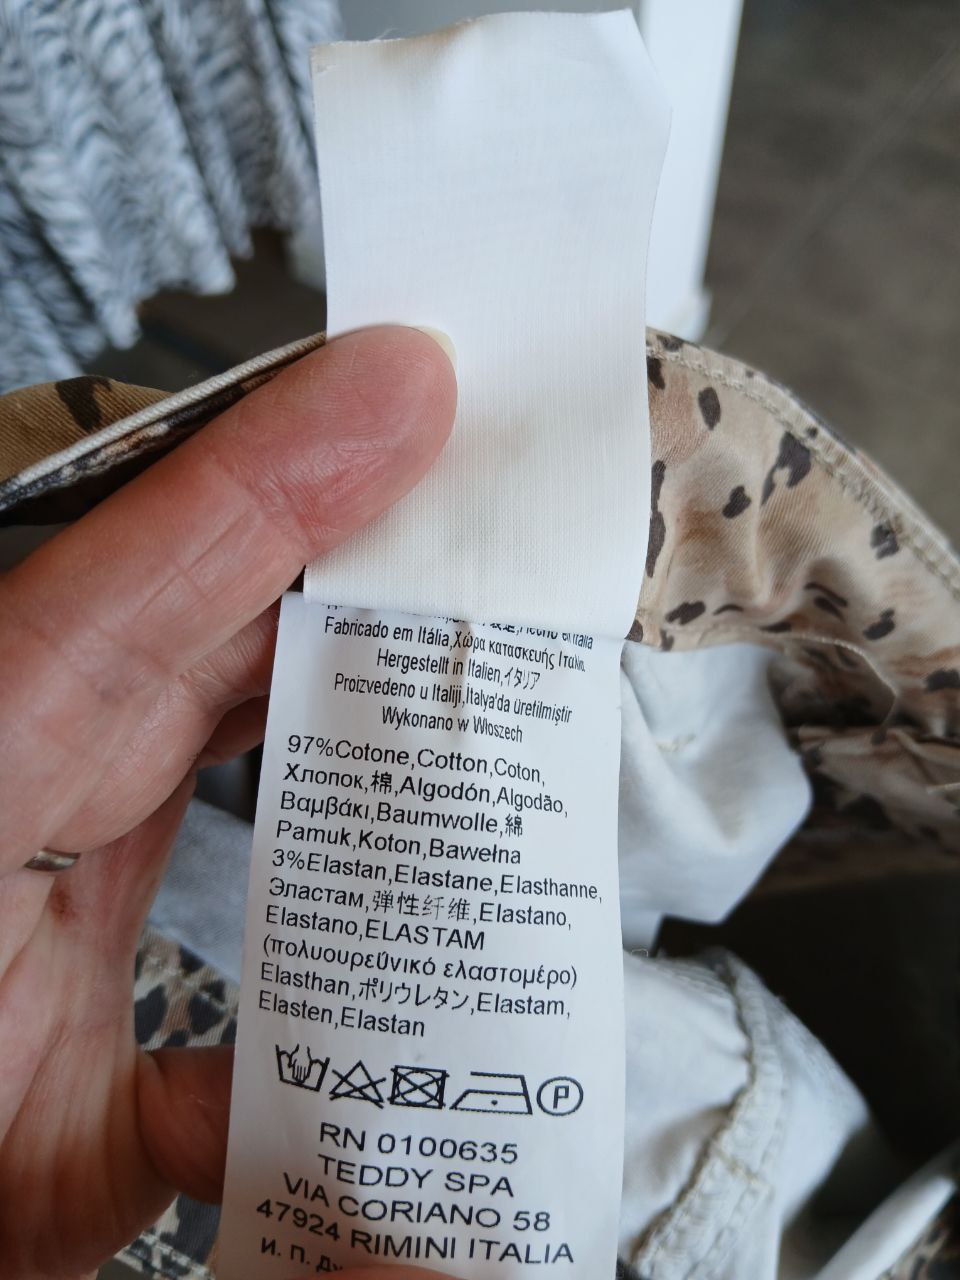 Fabricado em Itália,Χώρα κατασκευής Ιταλία.
Hergestellt in Italien,イタリア
Proizvedeno u Italiji,İtalya'da üretilmiştir
Wykonano w Włoszech
97%Cotone,Cotton,Coton,
Хлопок,棉,Algodón,Algodão,
Βαμβάκι,Baumwolle,綿
Pamuk,Koton,Bawełna
3%Elastan,Elastane,Elasthanne,
Эластам,弹性纤维,Elastano,
Elastano,ELASTAM
(πολυουρεϋνικό ελαστομέρο)
Elasthan,ポリウレタン,Elastam,
Elasten,Elastan
P
RN 0100635
TEDDY SPA
VIA CORIANO 58
47924 RIMINI ITALIA
И. П.